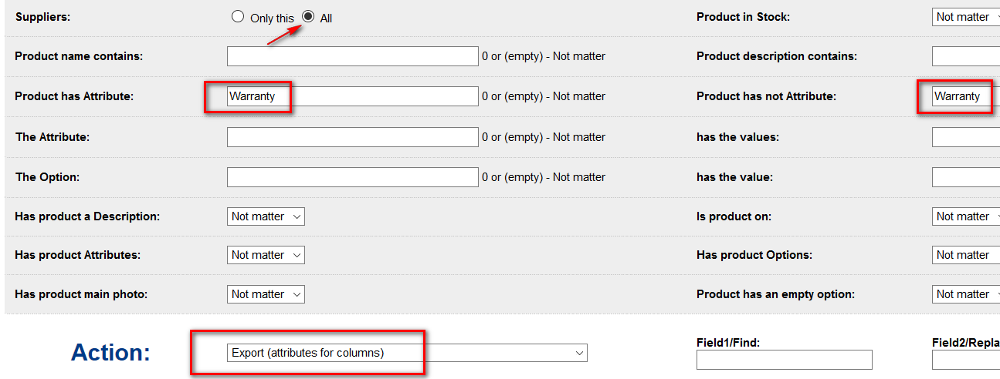 Suppliers: Only this All Product in Stock: Not matter
Product name contains: 0 or (empty) - Not matter Product description contains:
Product has Attribute: Warranty 0 or (empty) - Not matter Product has not Attribute: Warranty
The Attribute: 0 or (empty) - Not matter has the values:
The Option: 0 or (empty) - Not matter has the value:
Has product a Description: Not matter Is product on: Not matter
Has product Attributes: Not matter Has product Options: Not matter
Has product main photo: Not matter Product has an empty option: Not matter
Action: Export (attributes for columns) Field1/Find: Field2/Repla